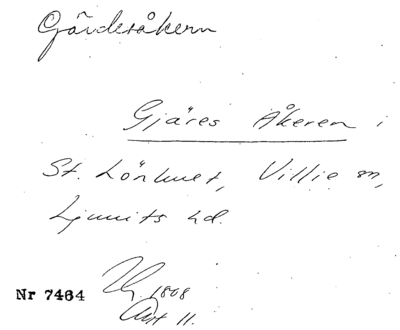 Gärdesåkern
Gjäres Åkeren i
St. Lönhult, Villie sn,
Ljunits hd.
Nr 7464 1808
Akt 11.